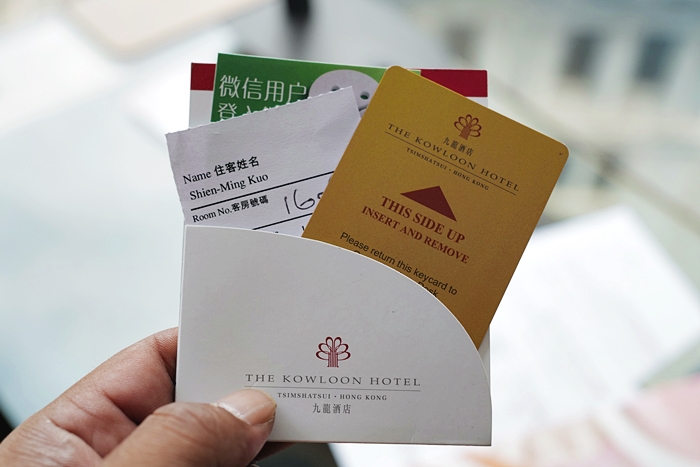 微信用户
Name 住客姓名
Shien-Ming Kuo
Room No.客房號碼
THE KOWLOON HOTEL
TSIMSHATSUI · HONG KONG
九龍酒店
THIS SIDE UP
INSERT AND REMOVE
Please return this keycard to
THE KOWLOON HOTEL
TSIMSHATSUI · HONG KONG
九龍酒店